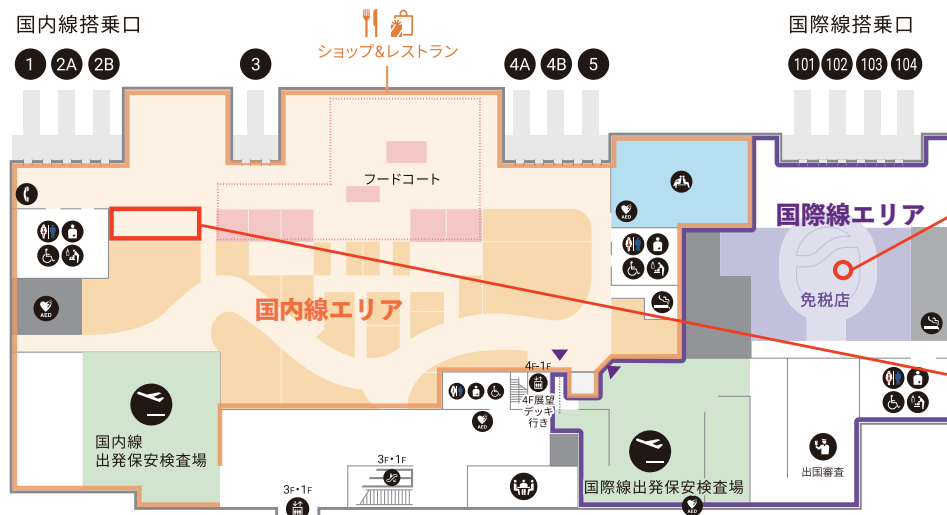 国内線搭乗口
国際線搭乗口
ショップ&レストラン
1
2A
2B
3
4A
4B
5
101
102
103
104
フードコート
AED
国際線エリア
国内線エリア
免税店
AED
4F-1F
4F展望
デッキ
行き
AED
国内線
出発保安検査場
3F・1F
3F・1F
出国審査
国際線出発保安検査場
AED